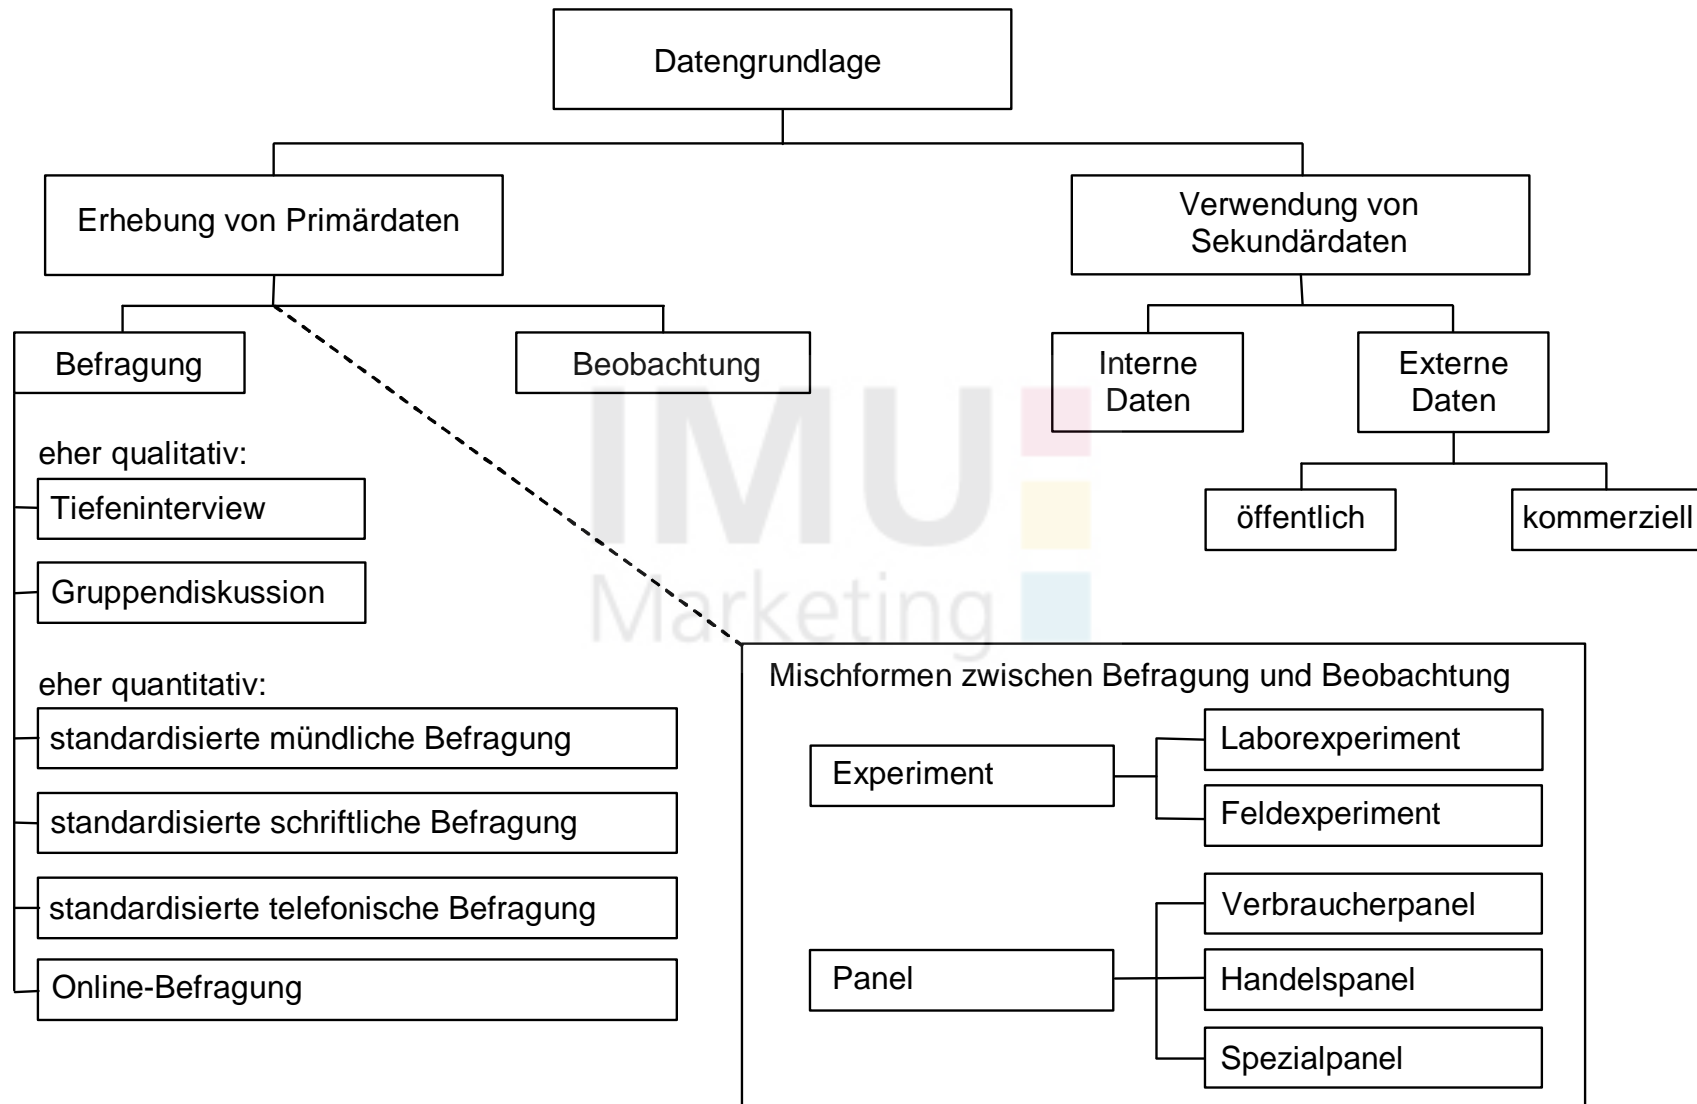 Datengrundlage
Erhebung von Primärdaten
Verwendung von
Sekundärdaten
Befragung
Beobachtung
Interne
Daten
Externe
Daten
öffentlich
kommerziell
eher qualitativ:
Tiefeninterview
Gruppendiskussion
eher quantitativ:
standardisierte mündliche Befragung
standardisierte schriftliche Befragung
standardisierte telefonische Befragung
Online-Befragung
IMU
Marketing
Mischformen zwischen Befragung und Beobachtung
Experiment
Laborexperiment
Feldexperiment
Panel
Verbraucherpanel
Handelspanel
Spezialpanel